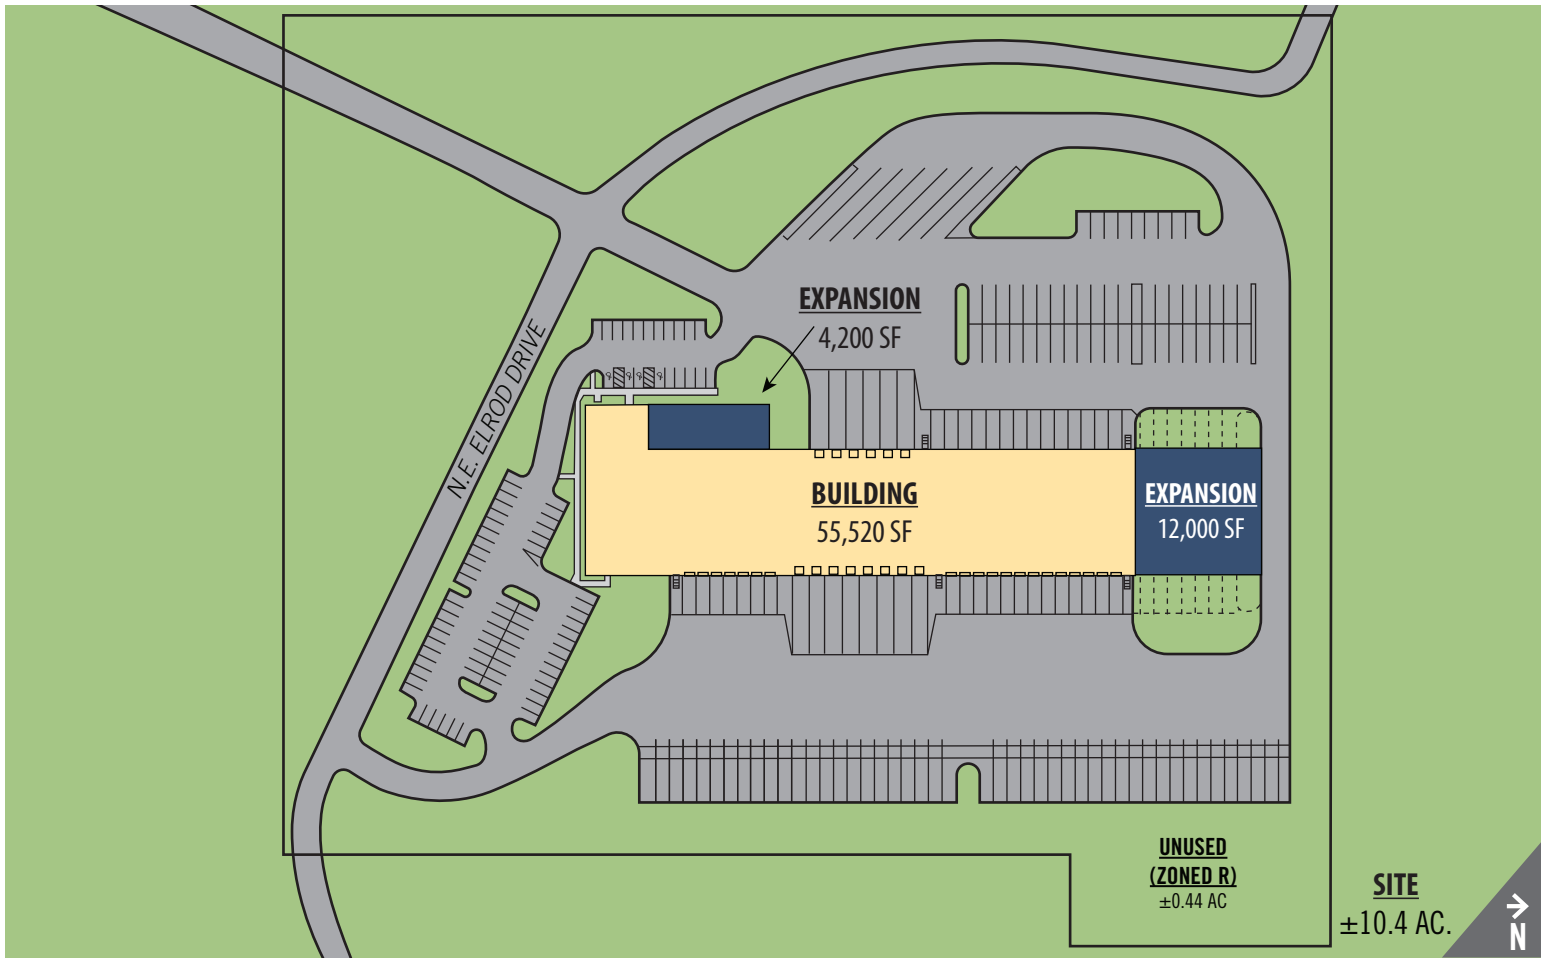 EXPANSION
4,200 SF
N.E. ELROD DRIVE
BUILDING
55,520 SF
EXPANSION
12,000 SF
UNUSED
(ZONED R)
±0.44 AC
SITE
±10.4 AC.
N